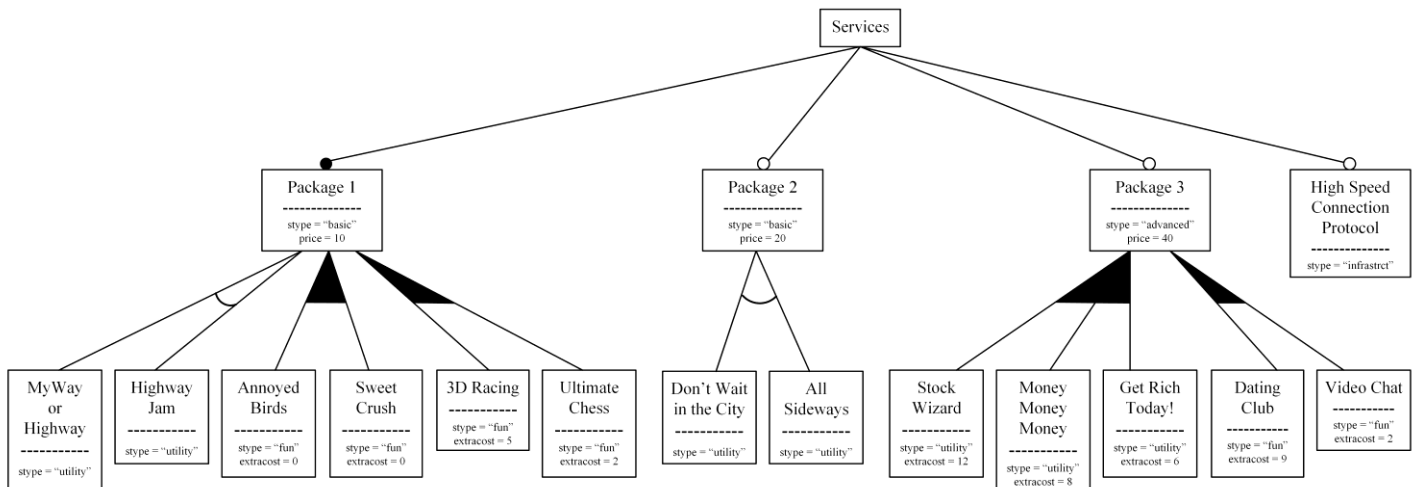 Services
Package 1
--------------
stype = “basic”
price = 10
Package 2
--------------
stype = “basic”
price = 20
Package 3
--------------
stype = “advanced”
price = 40
High Speed
Connection
Protocol
--------------
stype = “infrastrct”
MyWay
or
Highway
------------
stype = “utility”
Highway
Jam
------------
stype = “utility”
Annoyed
Birds
------------
stype = “fun”
extracost = 0
Sweet
Crush
------------
stype = “fun”
extracost = 0
3D Racing
------------
stype = “fun”
extracost = 5
Ultimate
Chess
------------
stype = “fun”
extracost = 2
Don’t Wait
in the City
------------
stype = “utility”
All
Sideways
------------
stype = “utility”
Stock
Wizard
------------
stype = “utility”
extracost = 12
Money
Money
Money
------------
stype = “utility”
extracost = 8
Get Rich
Today!
------------
stype = “utility”
extracost = 6
Dating
Club
------------
stype = “fun”
extracost = 9
Video Chat
------------
stype = “fun”
extracost = 2